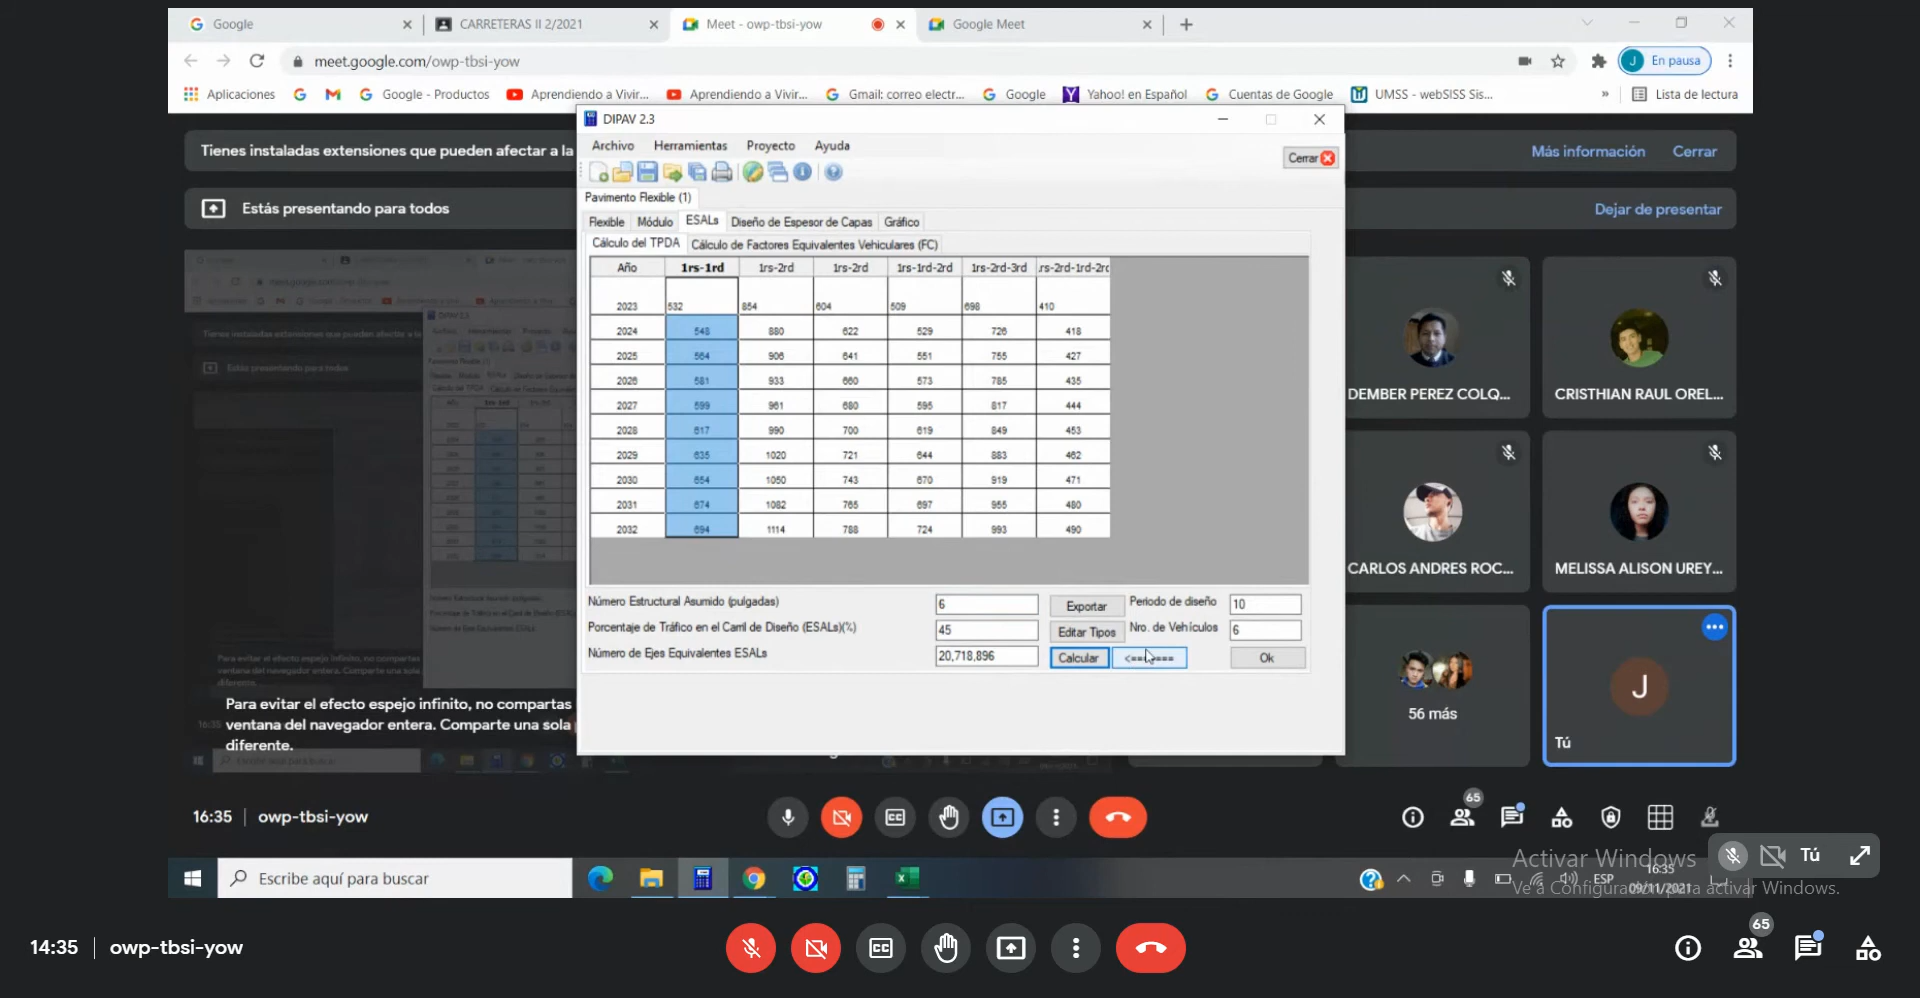 Google
CARRETERAS II 2/2021
Meet - owp-tbsi-yow
Google Meet
meet.google.com/owp-tbsi-yow
J
En pausa
Aplicaciones
Google - Productos
Aprendiendo a Vivir...
Aprendiendo a Vivir...
Gmail: correo electr...
Google
Yahoo! en Español
Cuentas de Google
UMSS - webSISS Sis...
»
Lista de lectura
Tienes instaladas extensiones que pueden afectar a la
Más información
Cerrar
Estás presentando para todos
Dejar de presentar
DIPAV 2.3
Archivo Herramientas Proyecto Ayuda
Cerrar
Pavimento Flexible (1)
Flexible Módulo ESALs Diseño de Espesor de Capas Gráfico
Cálculo del TPDA Cálculo de Factores Equivalentes Vehiculares (FC)
Año 1rs-1rd 1rs-2rd 1rs-2rd 1rs-1rd-2rd 1rs-2rd-3rd .rs-2rd-1rd-2rd
2023 532 854 604 509 698 410
2024 548 880 622 529 726 418
2025 564 906 641 551 755 427
2026 581 933 660 573 785 435
2027 599 961 680 595 817 444
2028 617 990 700 619 849 453
2029 635 1020 721 644 883 462
2030 654 1050 743 670 919 471
2031 674 1082 765 697 955 480
2032 694 1114 788 724 993 490
Número Estructural Asumido (pulgadas) 6 Exportar Periodo de diseño 10
Porcentaje de Tráfico en el Carril de Diseño (ESALs)(%) 45 Editar Tipos Nro. de Vehículos 6
Número de Ejes Equivalentes ESALs 20,718,896 Calcular Ok
Para evitar el efecto espejo infinito, no compartas
ventana del navegador entera. Comparte una sola
diferente.
DEMBER PEREZ COLQ...
CRISTHIAN RAUL OREL...
CARLOS ANDRES ROC...
MELISSA ALISON UREY...
56 más
J
Tú
16:35 owp-tbsi-yow
65
Escribe aquí para buscar
ESP
16:35
09/11/2021
Activar Windows
Ve a Configuración para activar Windows.
Tú
14:35 owp-tbsi-yow
65